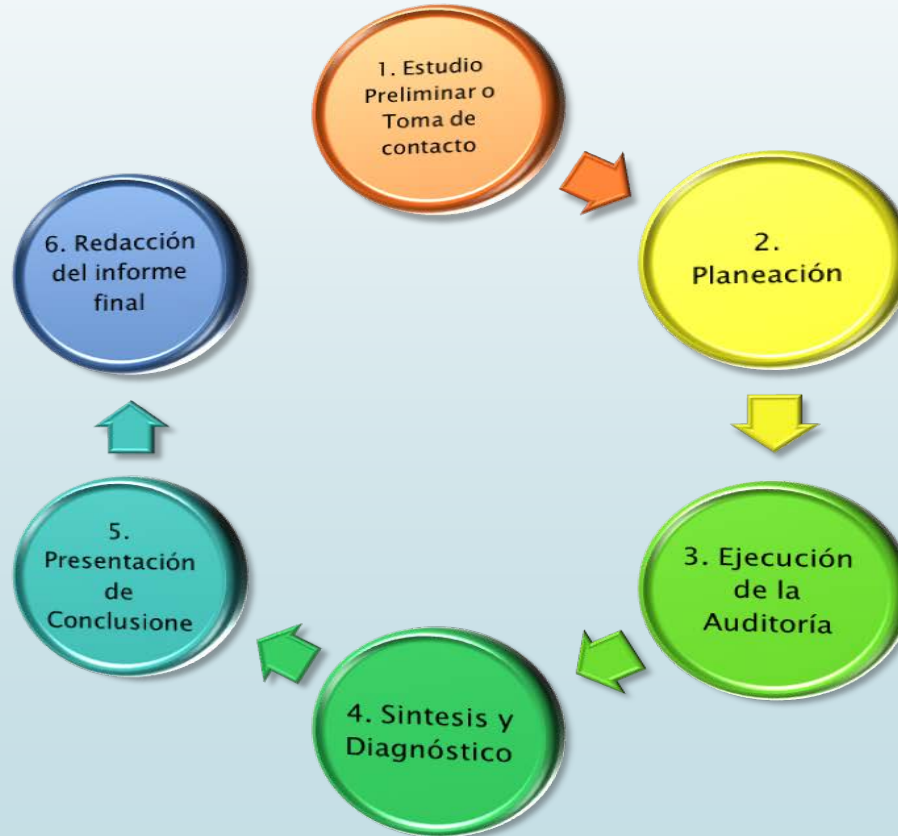 1. Estudio
Preliminar o
Toma de
contacto
2.
Planeación
3. Ejecución
de la
Auditoría
4. Sintesis y
Diagnóstico
5.
Presentación
de
Conclusione
6. Redacción
del informe
final